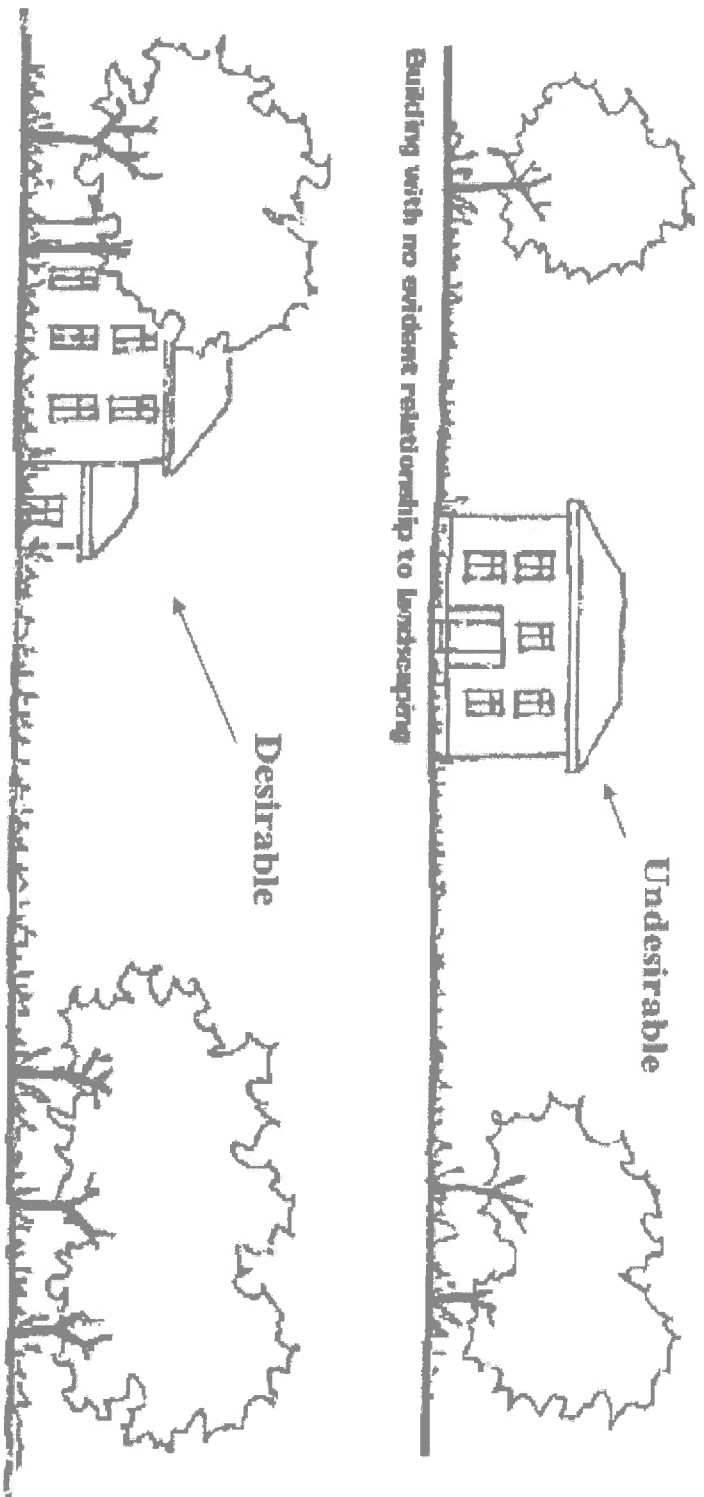 Undesirable
Building with no evident relationship to landscaping
Desirable